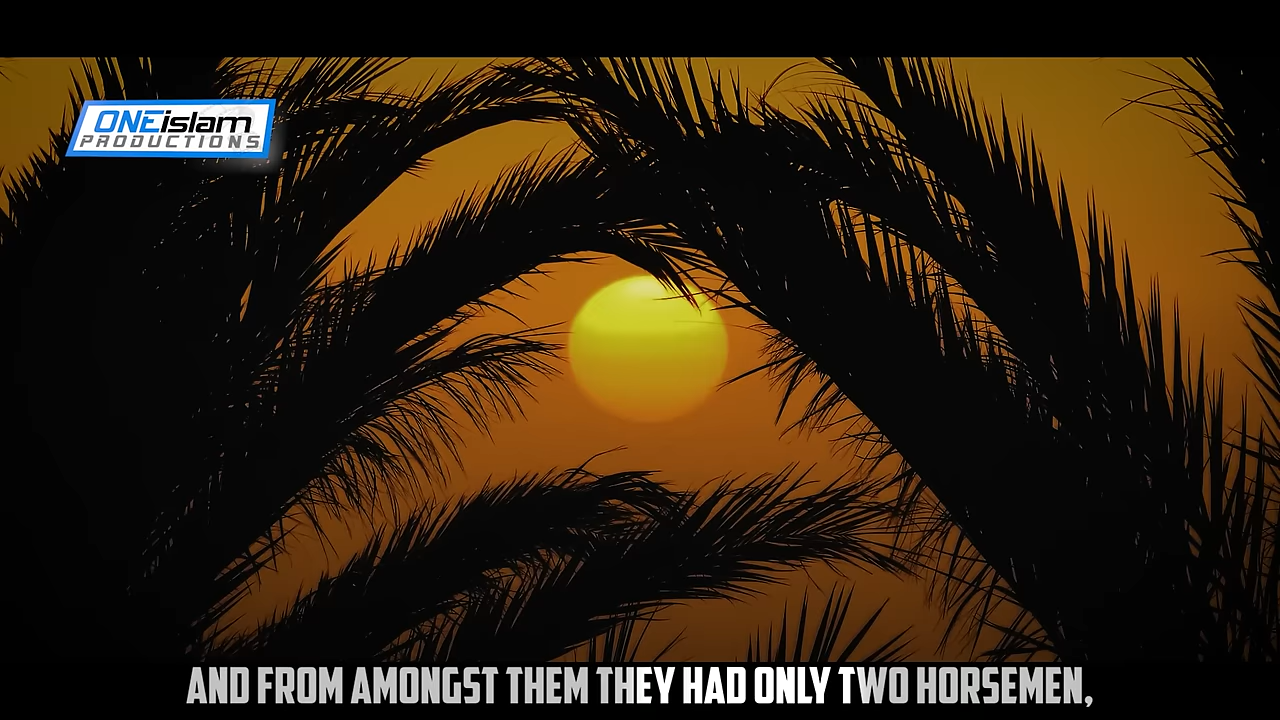 ONEislam
PRODUCTIONS
AND FROM AMONGST THEM THEY HAD ONLY TWO HORSEMEN,